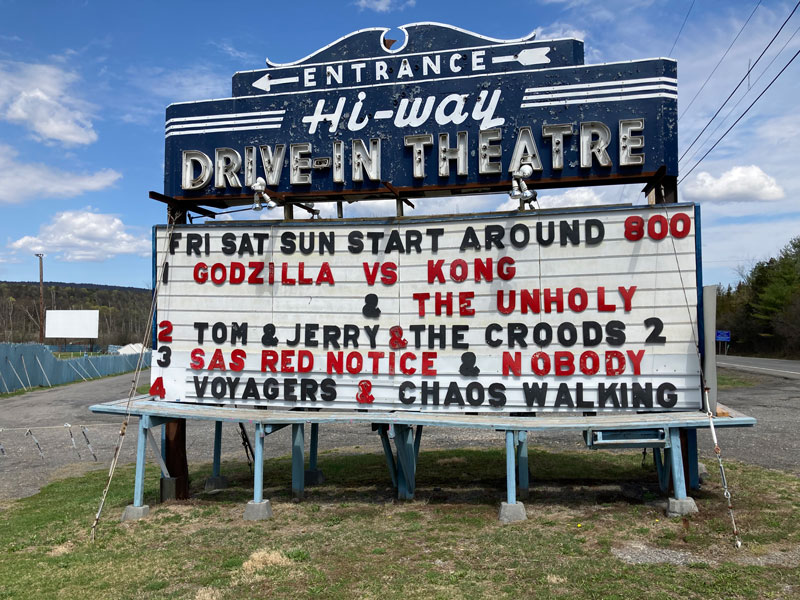 ENTRANCE
Hi-way
DRIVE-IN THEATRE
FRI SAT SUN START AROUND 800
1 GODZILLA VS KONG
& THE UNHOLY
2 TOM & JERRY & THE CROODS 2
3 SAS RED NOTICE & NOBODY
4 VOYAGERS & CHAOS WALKING